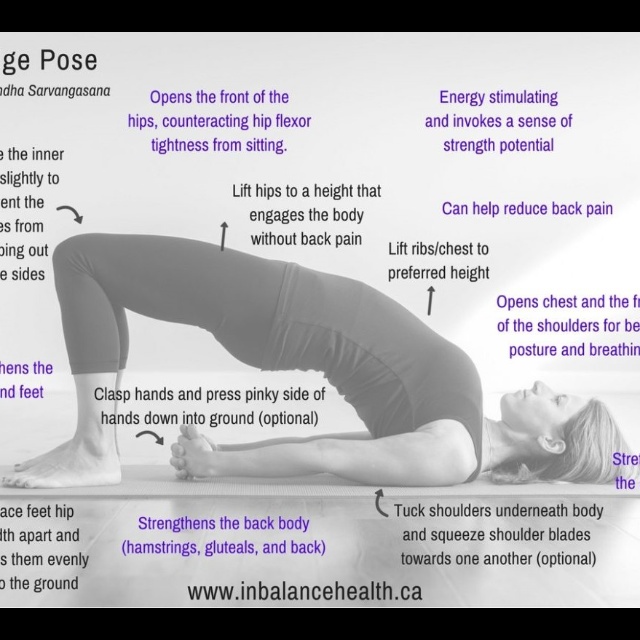 ge Pose
ndha Sarvangasana
Opens the front of the
hips, counteracting hip flexor
tightness from sitting.
Energy stimulating
and invokes a sense of
strength potential
e the inner
slightly to
ent the
es from
ping out
e sides
Lift hips to a height that
engages the body
without back pain
Can help reduce back pain
Lift ribs/chest to
preferred height
Opens chest and the fr
of the shoulders for be
posture and breathin
hens the
nd feet
Clasp hands and press pinky side of
hands down into ground (optional)
Stre
the
ace feet hip
dth apart and
s them evenly
o the ground
Strengthens the back body
(hamstrings, gluteals, and back)
Tuck shoulders underneath body
and squeeze shoulder blades
towards one another (optional)
www.inbalancehealth.ca